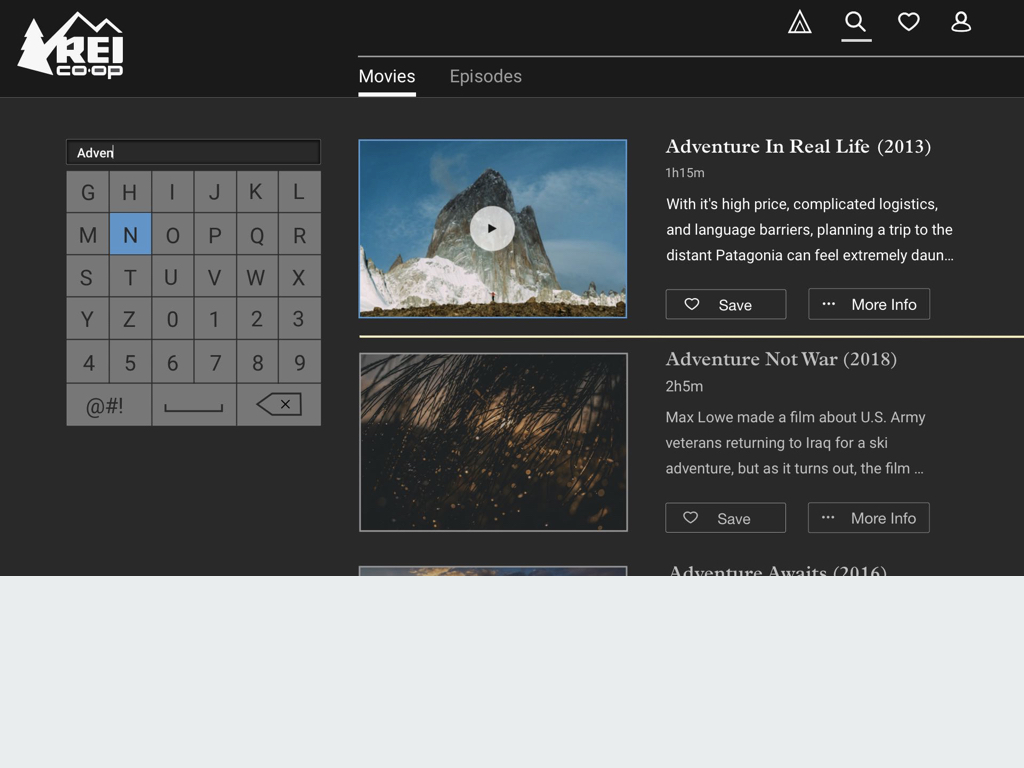 REI
co·op
Movies Episodes
Adven
G H I J K L
M N O P Q R
S T U V W X
Y Z 0 1 2 3
4 5 6 7 8 9
@#!
Adventure In Real Life (2013)
1h15m
With it's high price, complicated logistics,
and language barriers, planning a trip to the
distant Patagonia can feel extremely daun...
Save
More Info
Adventure Not War (2018)
2h5m
Max Lowe made a film about U.S. Army
veterans returning to Iraq for a ski
adventure, but as it turns out, the film ...
Save
More Info
Adventure Awaits (2016)